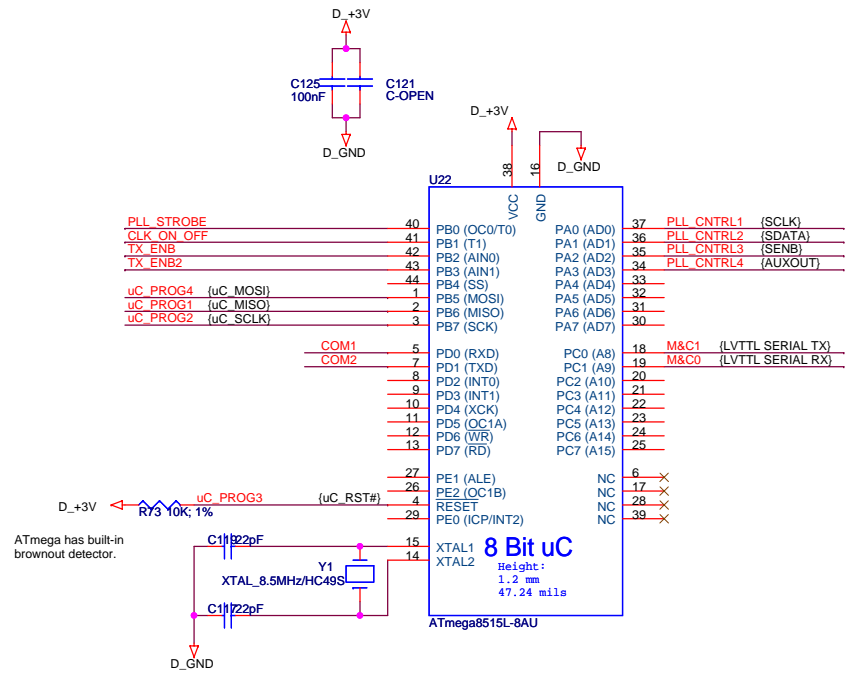 D_+3V
C125
100nF
C121
C-OPEN
D_GND
D_+3V
D_GND
38
16
U22
VCC
GND
PLL_STROBE 40 PB0 (OC0/T0)
CLK_ON_OFF 41 PB1 (T1)
TX_ENB 42 PB2 (AIN0)
TX_ENB2 43 PB3 (AIN1)
44 PB4 (SS)
uC_PROG4 {uC_MOSI} 1 PB5 (MOSI)
uC_PROG1 {uC_MISO} 2 PB6 (MISO)
uC_PROG2 {uC_SCLK} 3 PB7 (SCK)
PA0 (AD0) 37 PLL_CNTRL1 {SCLK}
PA1 (AD1) 36 PLL_CNTRL2 {SDATA}
PA2 (AD2) 35 PLL_CNTRL3 {SENB}
PA3 (AD3) 34 PLL_CNTRL4 {AUXOUT}
PA4 (AD4) 33
PA5 (AD5) 32
PA6 (AD6) 31
PA7 (AD7) 30
COM1 5 PD0 (RXD)
COM2 7 PD1 (TXD)
8 PD2 (INT0)
9 PD3 (INT1)
10 PD4 (XCK)
11 PD5 (OC1A)
12 PD6 (WR)
13 PD7 (RD)
PC0 (A8) 18 M&C1 {LVTTL SERIAL TX}
PC1 (A9) 19 M&C0 {LVTTL SERIAL RX}
PC2 (A10) 20
PC3 (A11) 21
PC4 (A12) 22
PC5 (A13) 23
PC6 (A14) 24
PC7 (A15) 25
27 PE1 (ALE)
26 PE2 (OC1B)
D_+3V R73 10K; 1% uC_PROG3 {uC_RST#} 4 RESET
29 PE0 (ICP/INT2)
NC 6
NC 17
NC 28
NC 39
ATmega has built-in
brownout detector.
22pF
15 XTAL1
14 XTAL2
Y1
XTAL_8.5MHz/HC49S
C117 22pF
D_GND
8 Bit uC
Height:
1.2 mm
47.24 mils
ATmega8515L-8AU